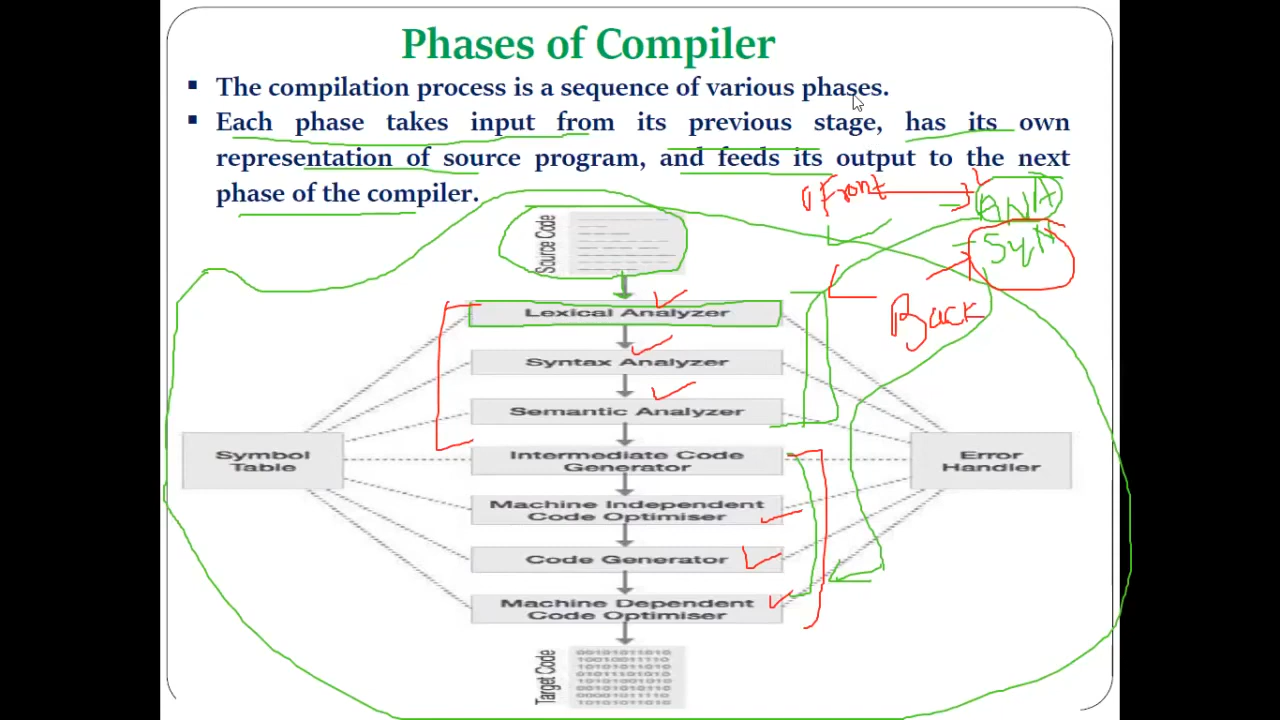 Phases of Compiler
▪ The compilation process is a sequence of various phases.
▪ Each phase takes input from its previous stage, has its own
representation of source program, and feeds its output to the next
phase of the compiler.
Front
ANA
Source Code
Back
Lexical Analyzer
Syntax Analyzer
Semantic Analyzer
Symbol
Table
Intermediate Code
Generator
Error
Handler
Machine Independent
Code Optimiser
Code Generator
Machine Dependent
Code Optimiser
Target Code